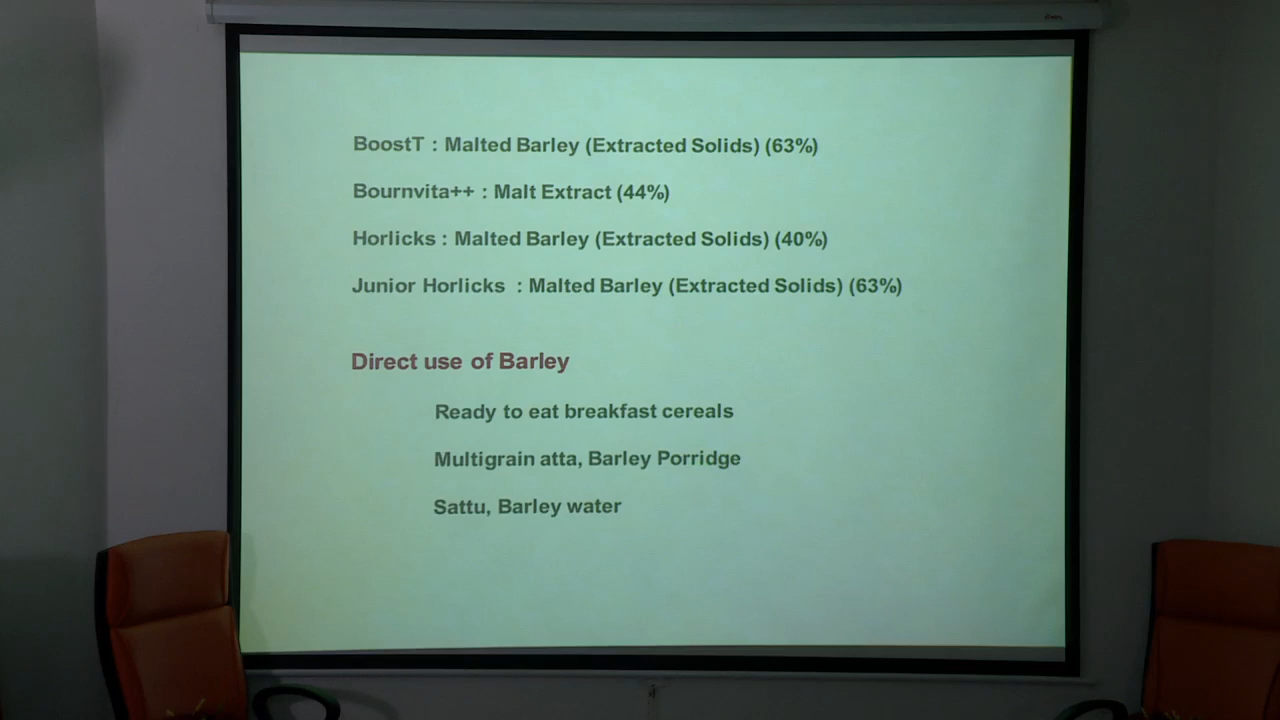 BoostT : Malted Barley (Extracted Solids) (63%)
Bournvita++ : Malt Extract (44%)
Horlicks : Malted Barley (Extracted Solids) (40%)
Junior Horlicks : Malted Barley (Extracted Solids) (63%)
Direct use of Barley
Ready to eat breakfast cereals
Multigrain atta, Barley Porridge
Sattu, Barley water